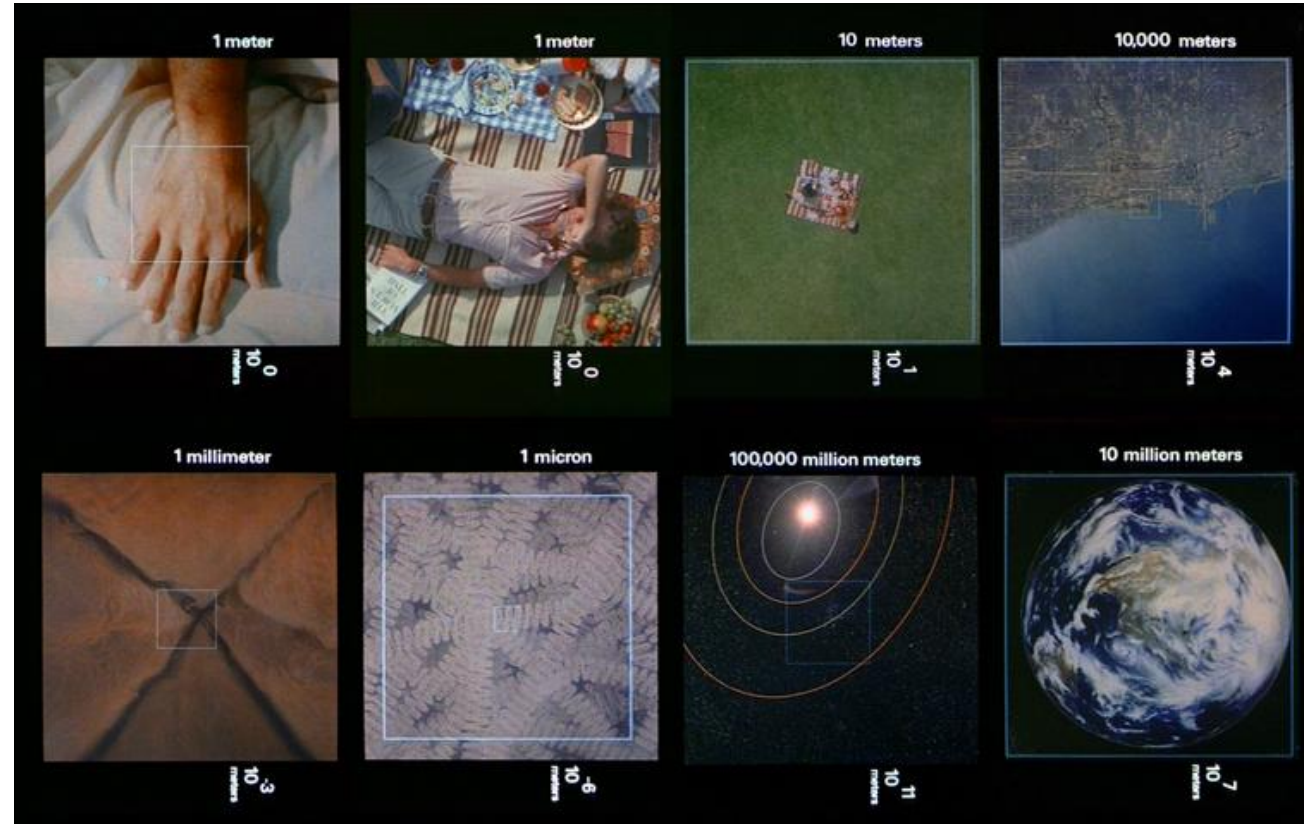 1 meter
10 0
meters
1 meter
10 0
meters
10 meters
10 1
meters
10,000 meters
10 4
meters
1 millimeter
10 -3
meters
1 micron
10 -6
meters
100,000 million meters
10 11
meters
10 million meters
10 7
meters